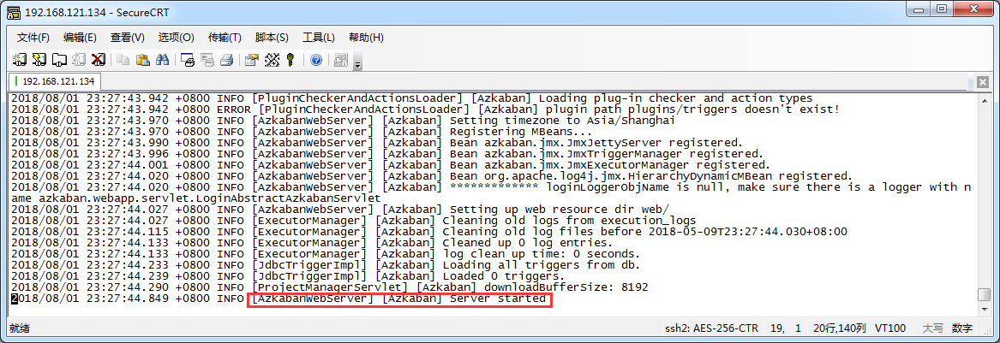 192.168.121.134 - SecureCRT
文件(F) 编辑(E) 查看(V) 选项(O) 传输(T) 脚本(S) 工具(L) 帮助(H)
192.168.121.134
2018/08/01 23:27:43.942 +0800 INFO [PluginCheckerAndActionsLoader] [Azkaban] Loading plug-in checker and action types
2018/08/01 23:27:43.942 +0800 ERROR [PluginCheckerAndActionsLoader] [Azkaban] plugin path plugins/triggers doesn't exist!
2018/08/01 23:27:43.970 +0800 INFO [AzkabanWebServer] [Azkaban] Setting timezone to Asia/Shanghai
2018/08/01 23:27:43.970 +0800 INFO [AzkabanWebServer] [Azkaban] Registering MBeans...
2018/08/01 23:27:43.990 +0800 INFO [AzkabanWebServer] [Azkaban] Bean azkaban.jmx.JmxJettyServer registered.
2018/08/01 23:27:43.996 +0800 INFO [AzkabanWebServer] [Azkaban] Bean azkaban.jmx.JmxTriggerManager registered.
2018/08/01 23:27:44.001 +0800 INFO [AzkabanWebServer] [Azkaban] Bean azkaban.jmx.JmxExecutorManager registered.
2018/08/01 23:27:44.020 +0800 INFO [AzkabanWebServer] [Azkaban] Bean org.apache.log4j.jmx.HierarchyDynamicMBean registered.
2018/08/01 23:27:44.020 +0800 INFO [AzkabanWebServer] [Azkaban] ************* loginLoggerObjName is null, make sure there is a logger with n
ame azkaban.webapp.servlet.LoginAbstractAzkabanServlet
2018/08/01 23:27:44.027 +0800 INFO [AzkabanWebServer] [Azkaban] Setting up web resource dir web/
2018/08/01 23:27:44.027 +0800 INFO [ExecutorManager] [Azkaban] Cleaning old logs from execution_logs
2018/08/01 23:27:44.115 +0800 INFO [ExecutorManager] [Azkaban] Cleaning old log files before 2018-05-09T23:27:44.030+08:00
2018/08/01 23:27:44.133 +0800 INFO [ExecutorManager] [Azkaban] Cleaned up 0 log entries.
2018/08/01 23:27:44.133 +0800 INFO [ExecutorManager] [Azkaban] log clean up time: 0 seconds.
2018/08/01 23:27:44.233 +0800 INFO [JdbcTriggerImpl] [Azkaban] Loading all triggers from db.
2018/08/01 23:27:44.239 +0800 INFO [JdbcTriggerImpl] [Azkaban] Loaded 0 triggers.
2018/08/01 23:27:44.290 +0800 INFO [ProjectManagerServlet] [Azkaban] downloadBufferSize: 8192
2018/08/01 23:27:44.849 +0800 INFO [AzkabanWebServer] [Azkaban] Server started
就绪 ssh2: AES-256-CTR 19, 1 20行,140列 VT100 大写 数字